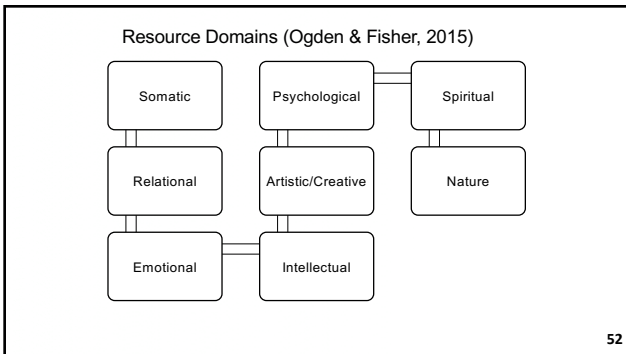 Resource Domains (Ogden & Fisher, 2015)
Somatic
Relational
Emotional
Intellectual
Artistic/Creative
Psychological
Spiritual
Nature
52